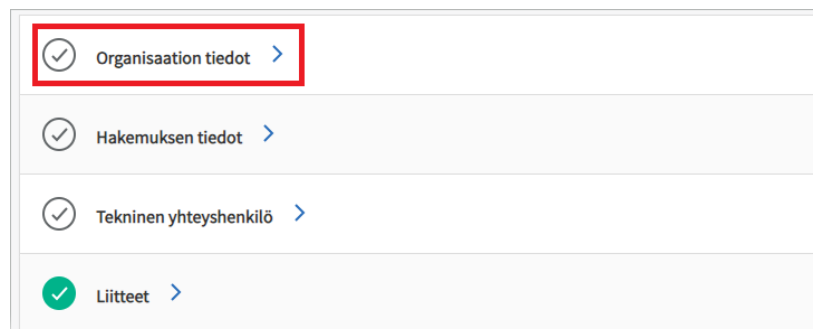 Organisaation tiedot
Hakemuksen tiedot
Tekninen yhteyshenkilö
Liitteet